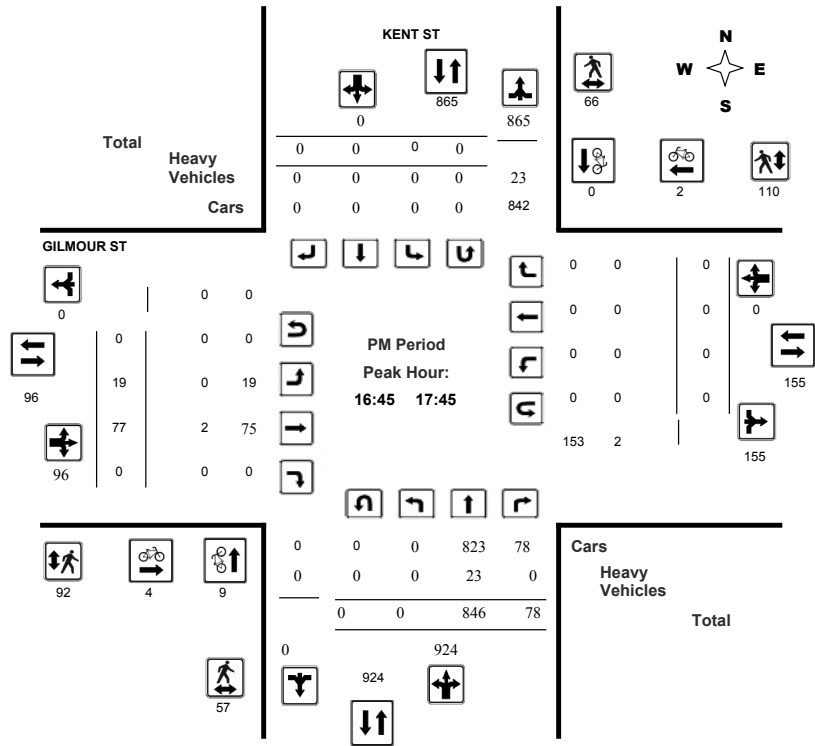 KENT ST
N
W E
S
865
66
0
865
Total
0 0 0 0
Heavy
Vehicles
0 0 0 0 23
Cars
0 0 0 0 842
0 2 110
GILMOUR ST
0 0 0
0 0 0
0 0 0 0
0 0 0
96
19 0 19
0 0 0
155
77 2 75
0 0 0
153 2
155
96
0 0 0
PM Period
Peak Hour:
16:45 17:45
0 0 0 823 78
Cars
0 0 0 23 0
Heavy
Vehicles
92 4 9
0 0 846 78
Total
0 924
924
57